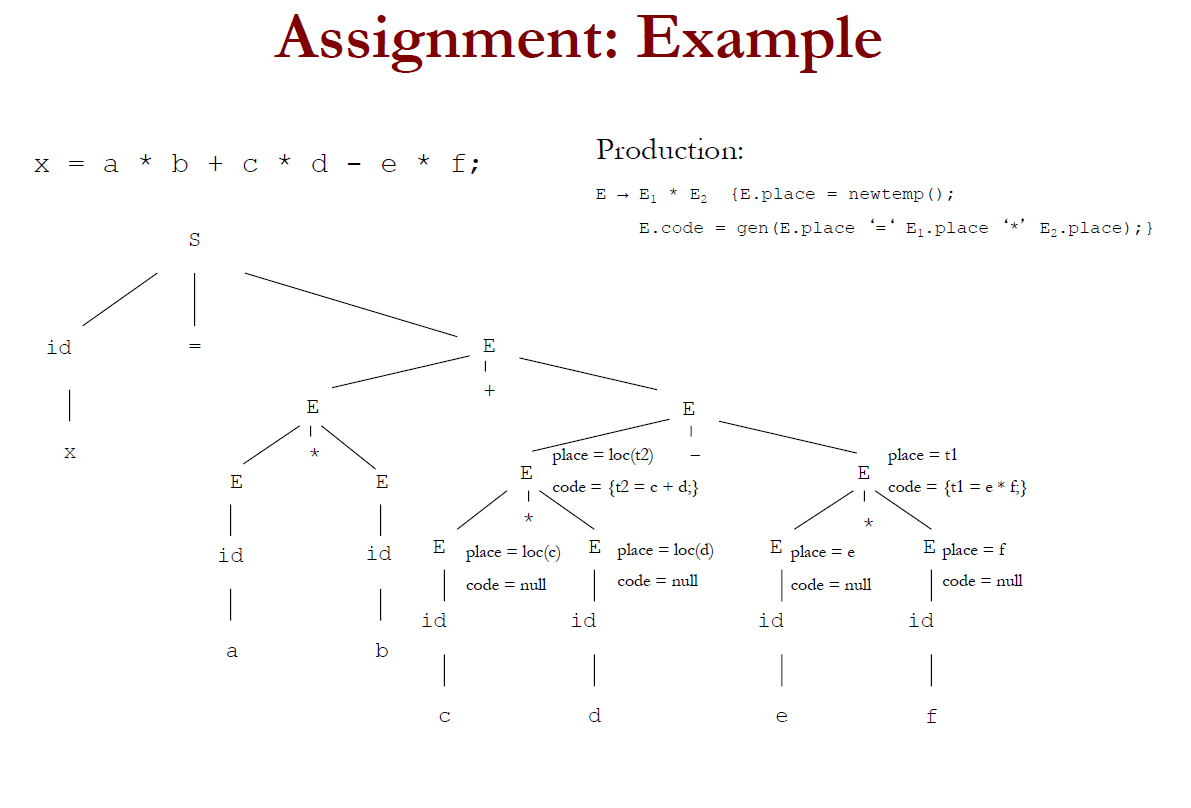 Assignment: Example
x = a * b + c * d - e * f;
Production:
E → E1 * E2 {E.place = newtemp();
E.code = gen(E.place ‘=‘ E1.place ‘*’ E2.place);}
S
id = E
+
x
E E
* −
E E
place = loc(t2)
E
code = {t2 = c + d;}
place = t1
E
code = {t1 = e * f;}
* *
id id
E place = loc(c)
code = null
E place = loc(d)
code = null
E place = e
code = null
E place = f
code = null
a b
id id id id
c d e f